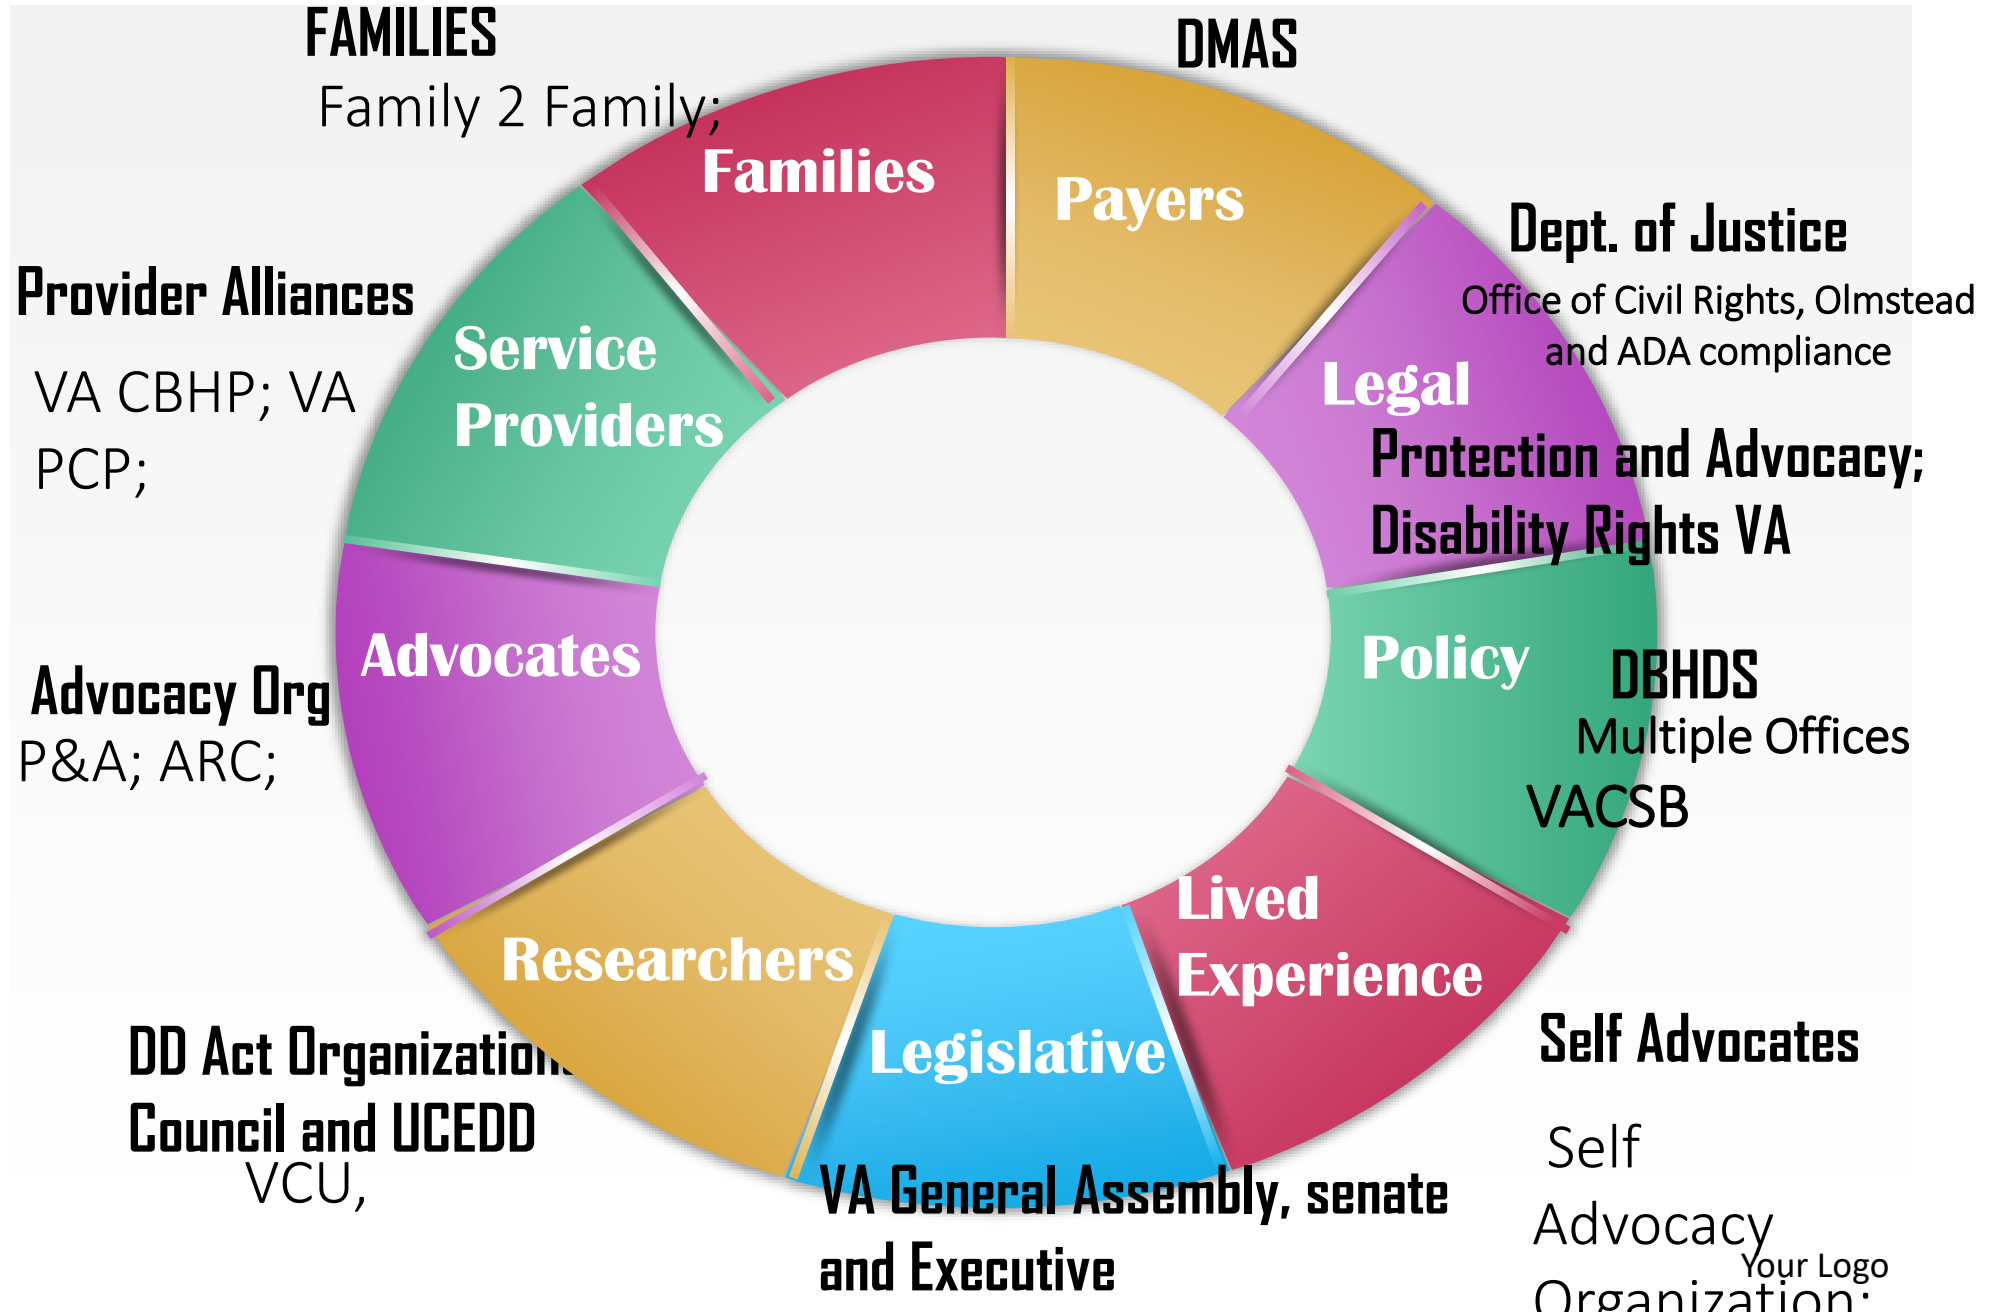 FAMILIES
Family 2 Family;
DMAS
Families
Payers
Dept. of Justice
Office of Civil Rights, Olmstead
and ADA compliance
Legal
Protection and Advocacy;
Disability Rights VA
Policy
DBHDS
Multiple Offices
VACSB
Lived
Experience
Self Advocates
Self
Advocacy
Organization;
Your Logo
Legislative
VA General Assembly, senate
and Executive
Researchers
DD Act Organization
Council and UCEDD
VCU,
Advocates
Advocacy Org
P&A; ARC;
Service
Providers
Provider Alliances
VA CBHP; VA
PCP;